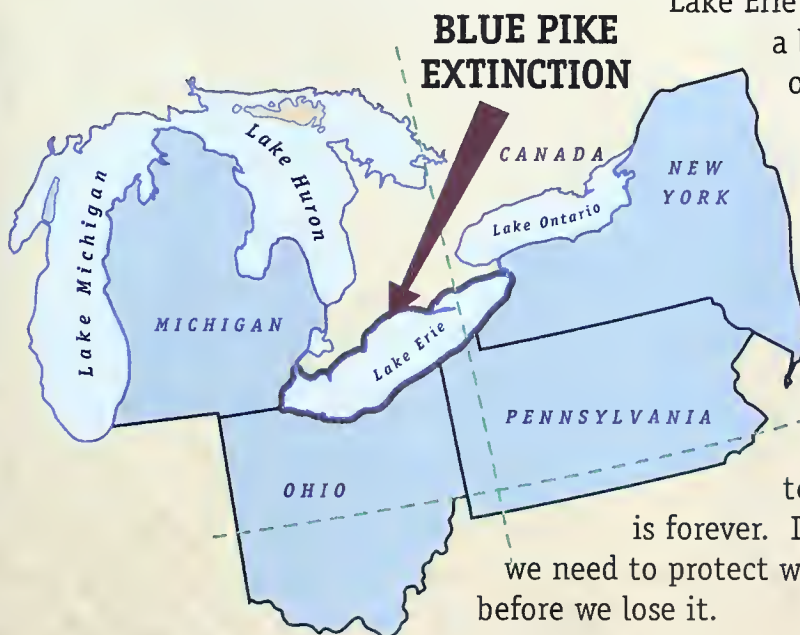 Lake Erie
BLUE PIKE
EXTINCTION
a
o
CANADA
NEW
YORK
Lake Huron
Lake Michigan
Lake Ontario
MICHIGAN
Lake Erie
PENNSYLVANIA
OHIO
te
is forever. I
we need to protect w
before we lose it.